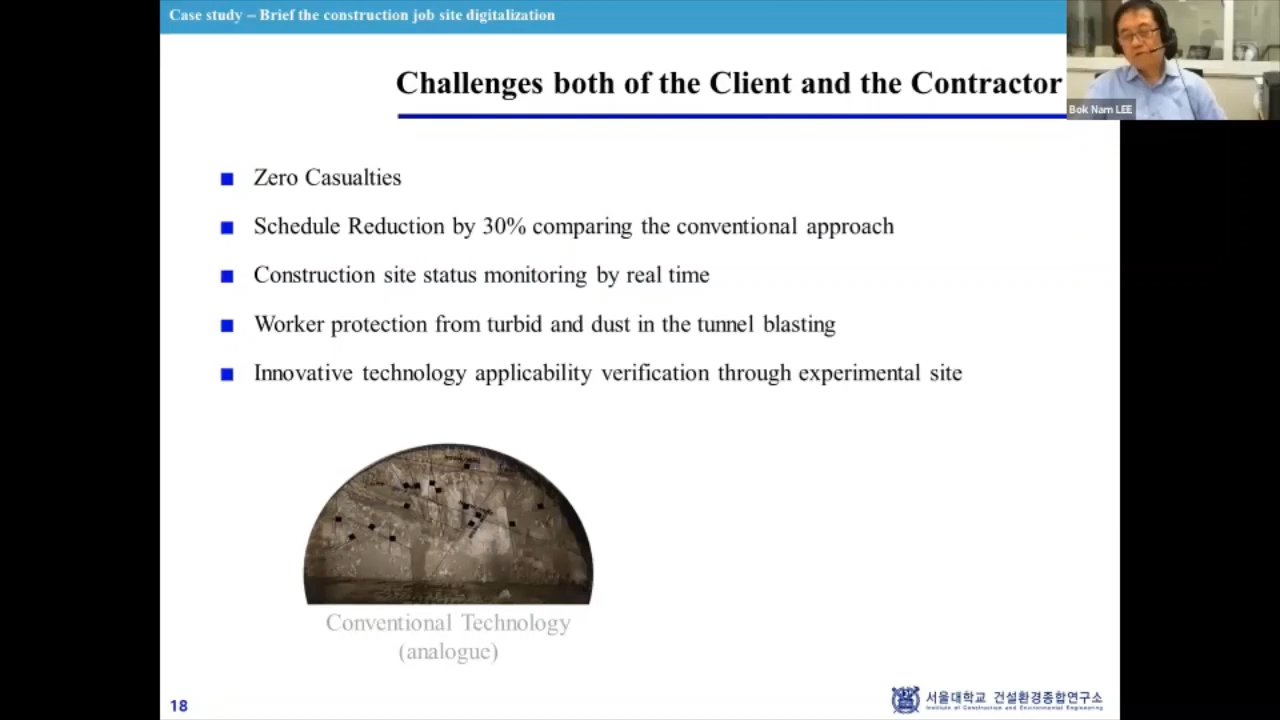 Case study – Brief the construction job site digitalization
Challenges both of the Client and the Contractor
Bok Nam LEE
Zero Casualties
Schedule Reduction by 30% comparing the conventional approach
Construction site status monitoring by real time
Worker protection from turbid and dust in the tunnel blasting
Innovative technology applicability verification through experimental site
Conventional Technology
(analogue)
18
서울대학교 건설환경종합연구소
Institute of Construction and Environmental Engineering